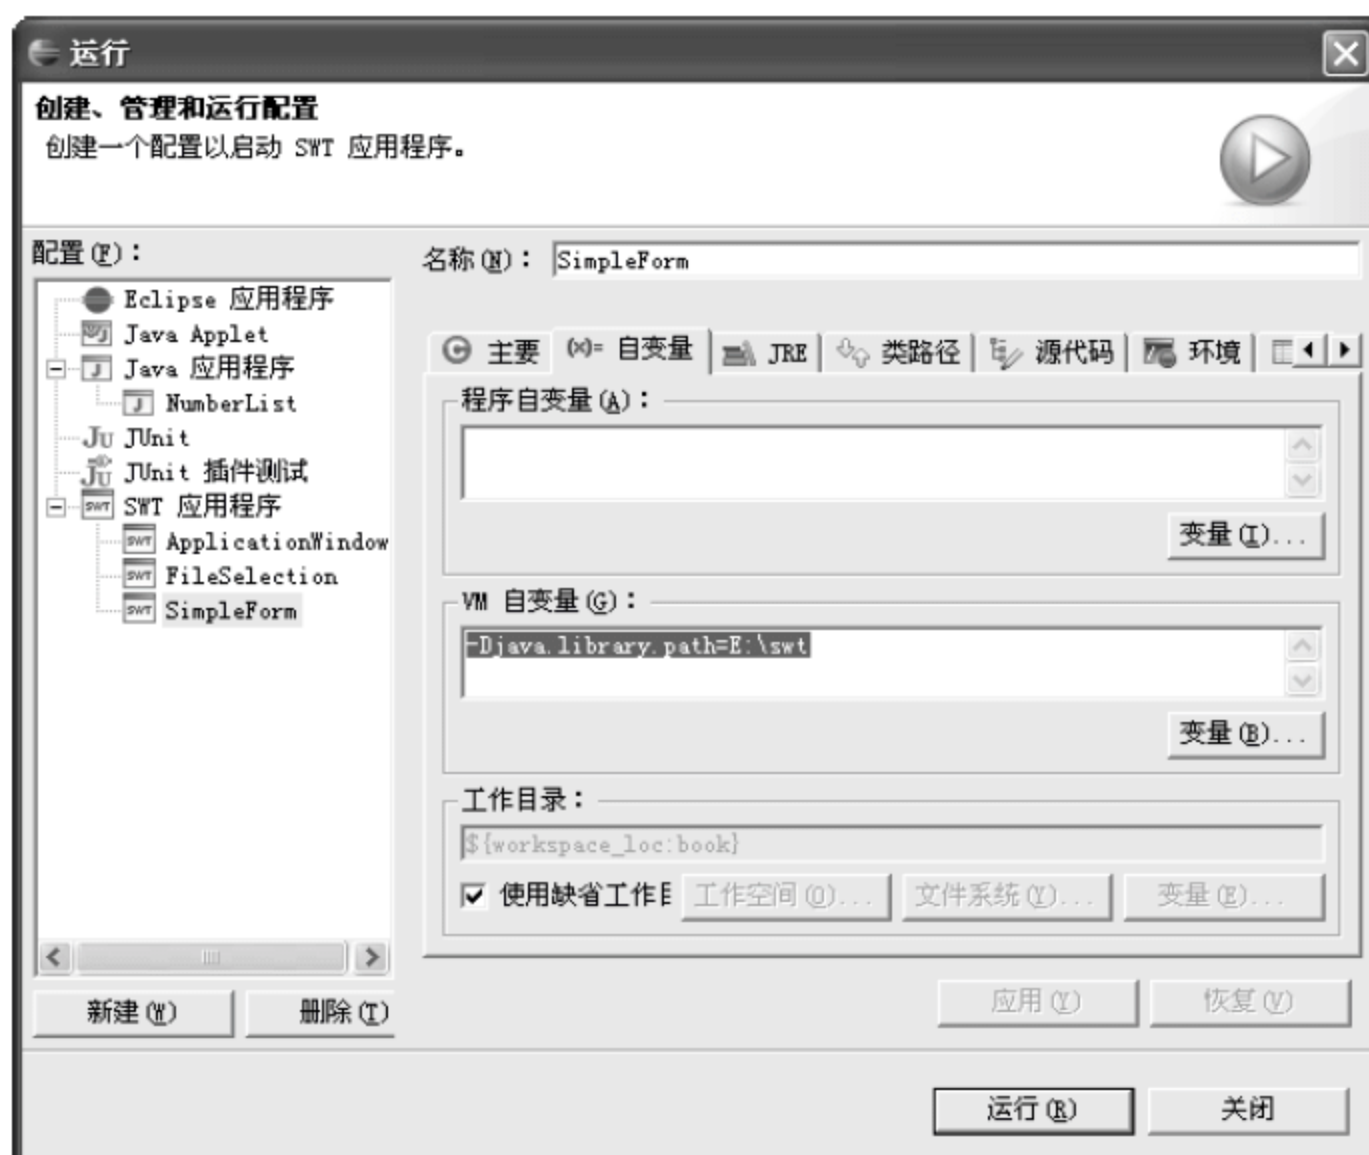 运行
创建、管理和运行配置
创建一个配置以启动 SWT 应用程序。
配置(F)：
Eclipse 应用程序
Java Applet
Java 应用程序
NumberList
JUnit
JUnit 插件测试
SWT 应用程序
ApplicationWindow
FileSelection
SimpleForm
新建(W)
删除(T)
名称(N)： SimpleForm
主要 (x)= 自变量 JRE 类路径 源代码 环境
程序自变量(A)：
变量(I)...
VM 自变量(G)：
-Djava.library.path=E:\swt
变量(B)...
工作目录：
${workspace_loc:book}
使用缺省工作目 工作空间(O)... 文件系统(Y)... 变量(E)...
应用(Y) 恢复(V)
运行(R) 关闭